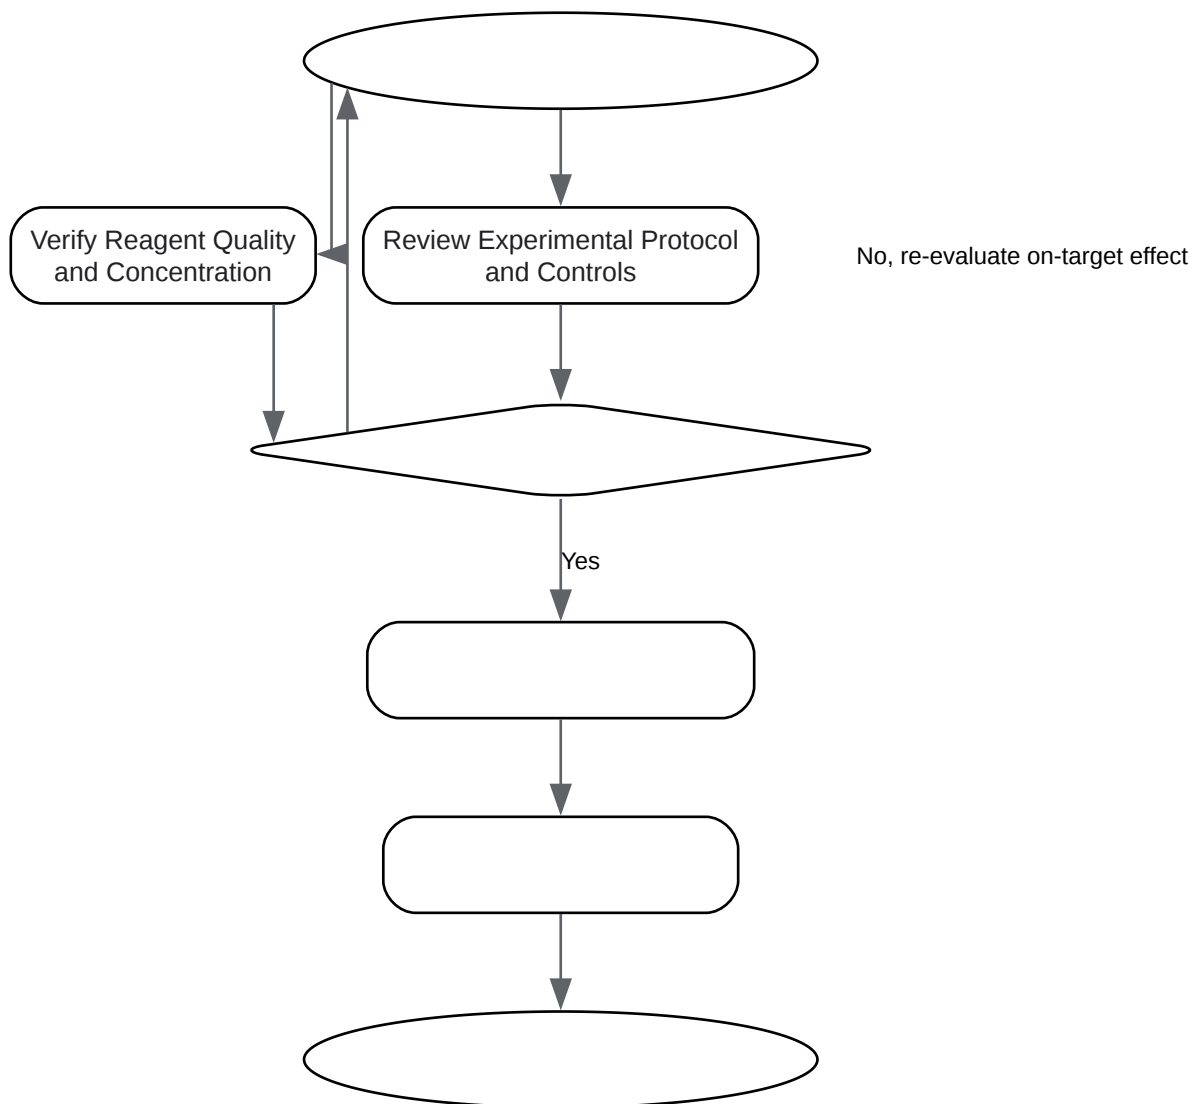 Verify Reagent Quality
and Concentration
Review Experimental Protocol
and Controls
No, re-evaluate on-target effect
Yes